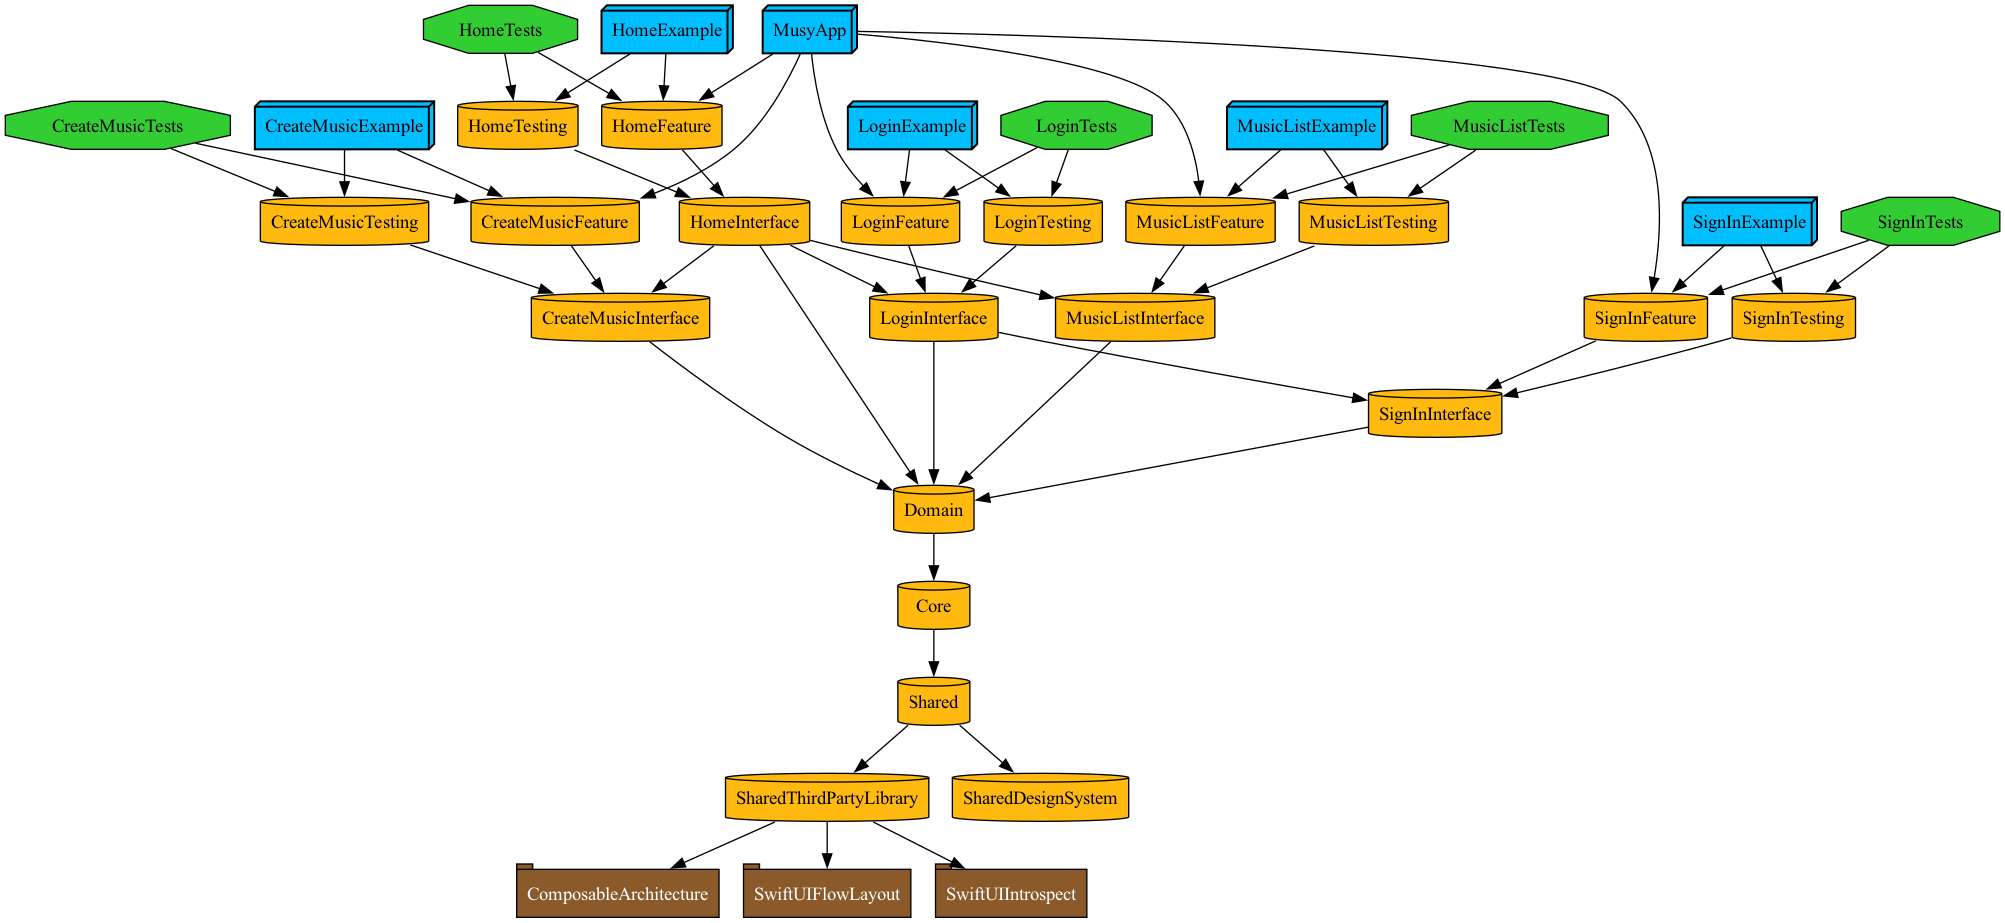 HomeTests
HomeExample
MusyApp
CreateMusicTests
CreateMusicExample
HomeTesting
HomeFeature
LoginExample
LoginTests
MusicListExample
MusicListTests
CreateMusicTesting
CreateMusicFeature
HomeInterface
LoginFeature
LoginTesting
MusicListFeature
MusicListTesting
SignInExample
SignInTests
CreateMusicInterface
LoginInterface
MusicListInterface
SignInFeature
SignInTesting
SignInInterface
Domain
Core
Shared
SharedThirdPartyLibrary
SharedDesignSystem
ComposableArchitecture
SwiftUIFlowLayout
SwiftUIIntrospect